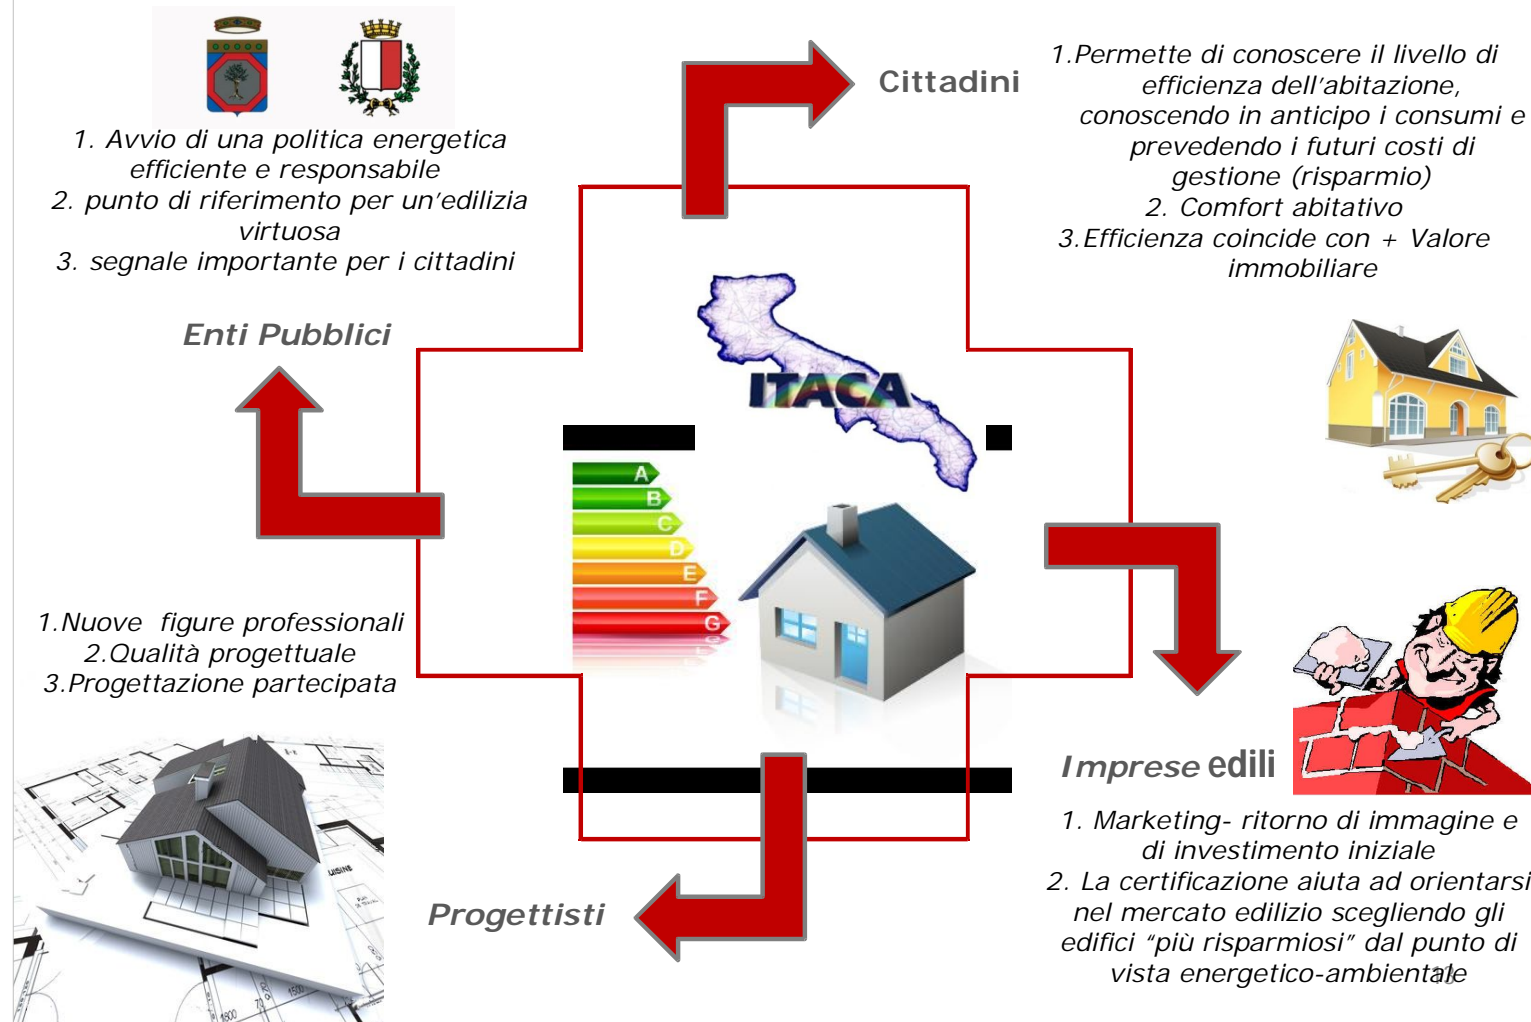 1. Avvio di una politica energetica
efficiente e responsabile
2. punto di riferimento per un'edilizia
virtuosa
3. segnale importante per i cittadini
Enti Pubblici
Cittadini
1.Permette di conoscere il livello di
efficienza dell'abitazione,
conoscendo in anticipo i consumi e
prevedendo i futuri costi di
gestione (risparmio)
2. Comfort abitativo
3.Efficienza coincide con + Valore
immobiliare
ITACA
A
B
C
D
E
F
G
1.Nuove figure professionali
2.Qualità progettuale
3.Progettazione partecipata
Progettisti
Imprese edili
1. Marketing- ritorno di immagine e
di investimento iniziale
2. La certificazione aiuta ad orientarsi
nel mercato edilizio scegliendo gli
edifici “più risparmiosi” dal punto di
vista energetico-ambientale
13
1800
70
1500